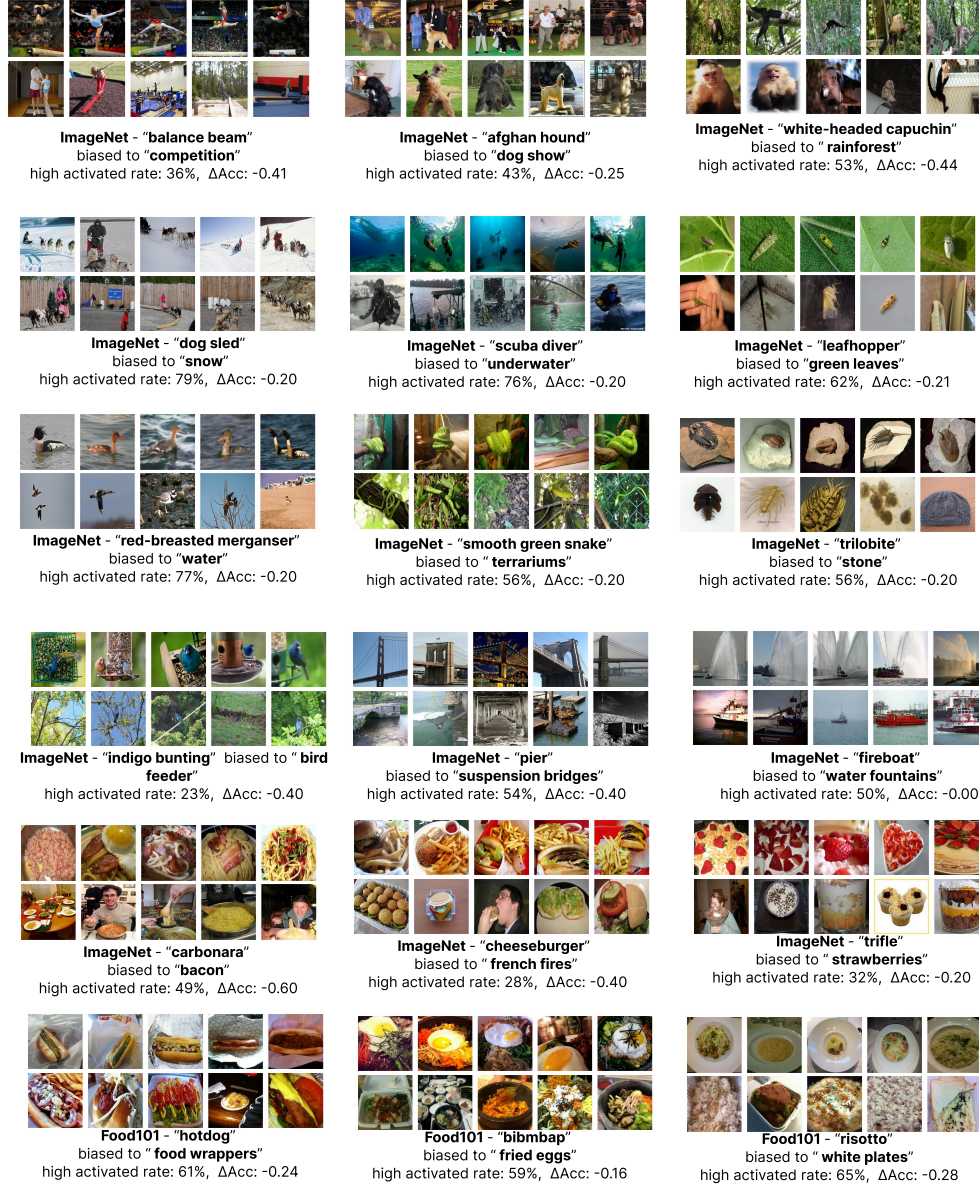 ImageNet - “balance beam”
biased to “competition”
high activated rate: 36%, ΔAcc: -0.41
ImageNet - “afghan hound”
biased to “dog show”
high activated rate: 43%, ΔAcc: -0.25
ImageNet - “white-headed capuchin”
biased to “ rainforest”
high activated rate: 53%, ΔAcc: -0.44
ImageNet - “dog sled”
biased to “snow”
high activated rate: 79%, ΔAcc: -0.20
ImageNet - “scuba diver”
biased to “underwater”
high activated rate: 76%, ΔAcc: -0.20
ImageNet - “leafhopper”
biased to “green leaves”
high activated rate: 62%, ΔAcc: -0.21
ImageNet - “red-breasted merganser”
biased to “water”
high activated rate: 77%, ΔAcc: -0.20
ImageNet - “smooth green snake”
biased to “ terrariums”
high activated rate: 56%, ΔAcc: -0.20
ImageNet - “trilobite”
biased to “stone”
high activated rate: 56%, ΔAcc: -0.20
ImageNet - “indigo bunting” biased to “ bird
feeder”
high activated rate: 23%, ΔAcc: -0.40
ImageNet - “pier”
biased to “suspension bridges”
high activated rate: 54%, ΔAcc: -0.40
ImageNet - “fireboat”
biased to “water fountains”
high activated rate: 50%, ΔAcc: -0.00
ImageNet - “carbonara”
biased to “bacon”
high activated rate: 49%, ΔAcc: -0.60
ImageNet - “cheeseburger”
biased to “ french fires”
high activated rate: 28%, ΔAcc: -0.40
ImageNet - “trifle”
biased to “ strawberries”
high activated rate: 32%, ΔAcc: -0.20
Food101 - “hotdog”
biased to “ food wrappers”
high activated rate: 61%, ΔAcc: -0.24
Food101 - “bibmbap”
biased to “ fried eggs”
high activated rate: 59%, ΔAcc: -0.16
Food101 - “risotto”
biased to “ white plates”
high activated rate: 65%, ΔAcc: -0.28